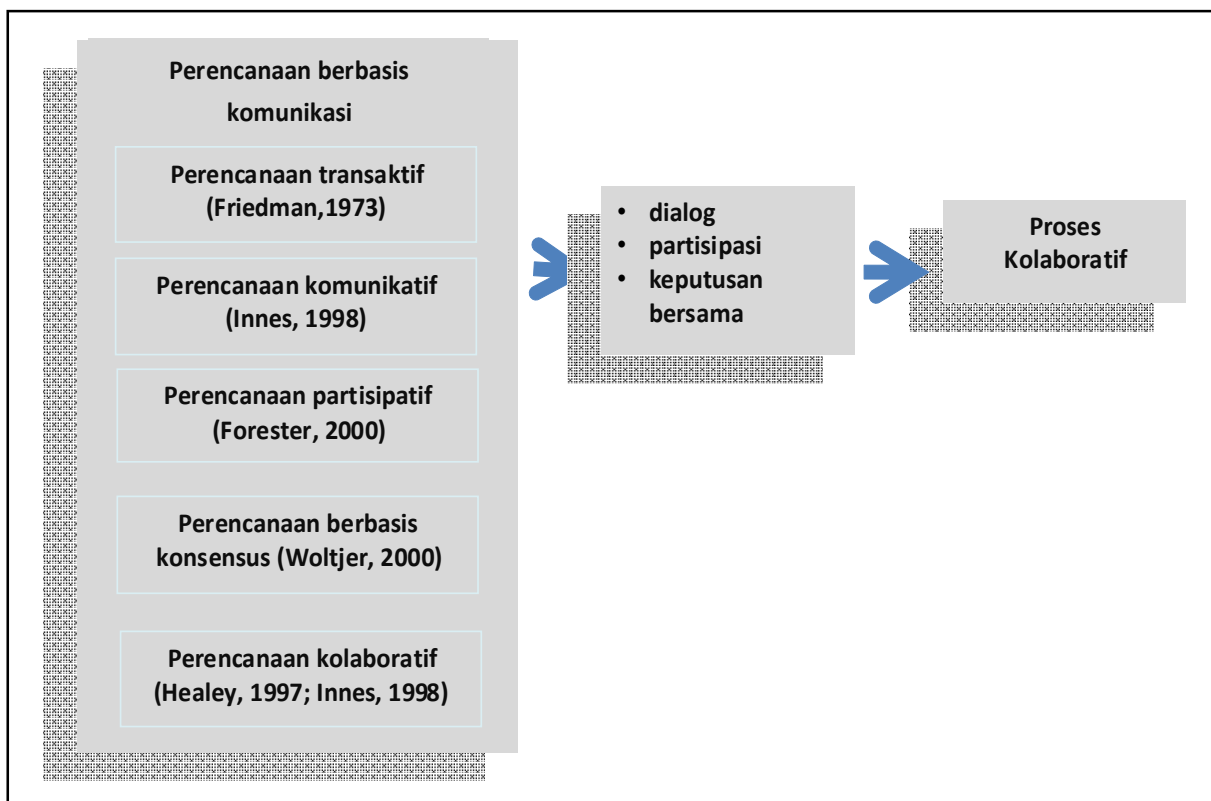 Perencanaan berbasis
komunikasi
Perencanaan transaktif
(Friedman,1973)
Perencanaan komunikatif
(Innes, 1998)
Perencanaan partisipatif
(Forester, 2000)
Perencanaan berbasis
konsensus (Woltjer, 2000)
Perencanaan kolaboratif
(Healey, 1997; Innes, 1998)
• dialog
• partisipasi
• keputusan
bersama
Proses
Kolaboratif